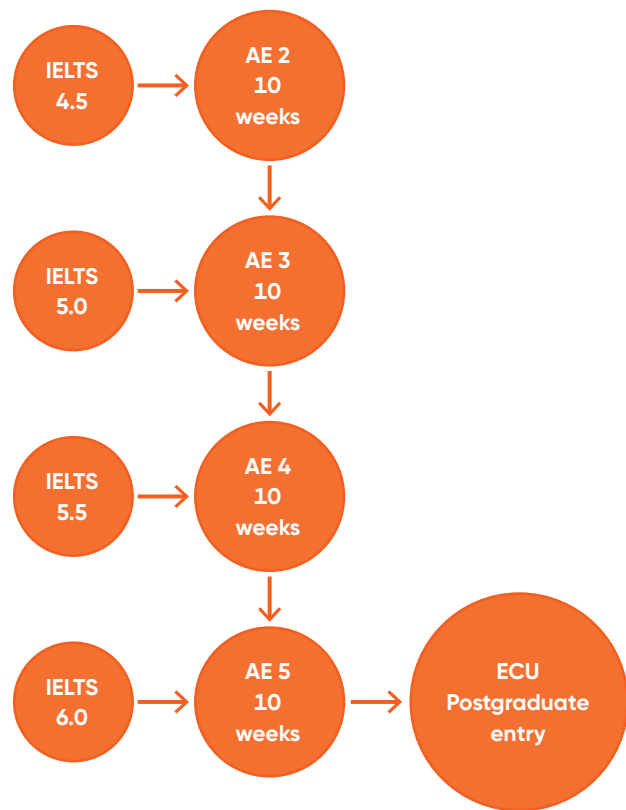 IELTS
4.5
AE 2
10
weeks
IELTS
5.0
AE 3
10
weeks
IELTS
5.5
AE 4
10
weeks
IELTS
6.0
AE 5
10
weeks
ECU
Postgraduate
entry